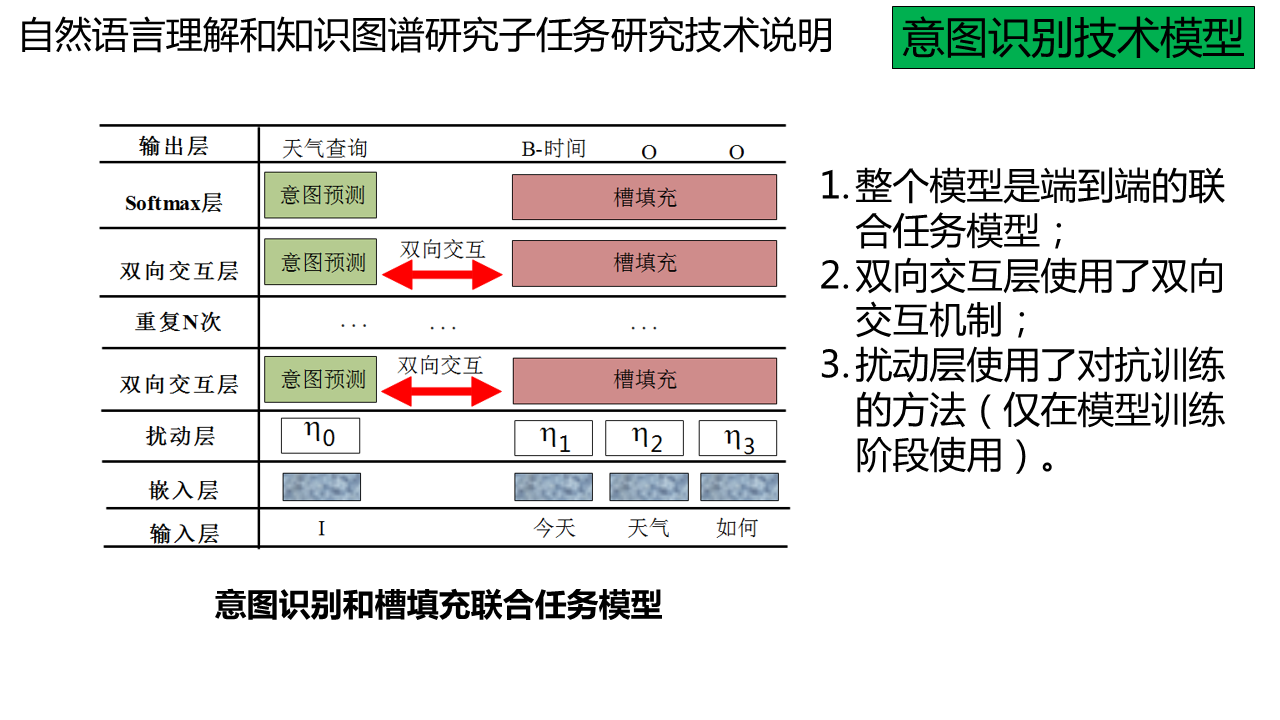 自然语言理解和知识图谱研究子任务研究技术说明
意图识别技术模型
输出层 天气查询 B-时间 O O
Softmax层 意图预测 槽填充
双向交互层 意图预测 双向交互 槽填充
重复N次 ... ... ...
双向交互层 意图预测 双向交互 槽填充
扰动层 η0 η1 η2 η3
嵌入层
输入层 I 今天 天气 如何
意图识别和槽填充联合任务模型
1. 整个模型是端到端的联
合任务模型；
2. 双向交互层使用了双向
交互机制；
3. 扰动层使用了对抗训练
的方法（仅在模型训练
阶段使用）。